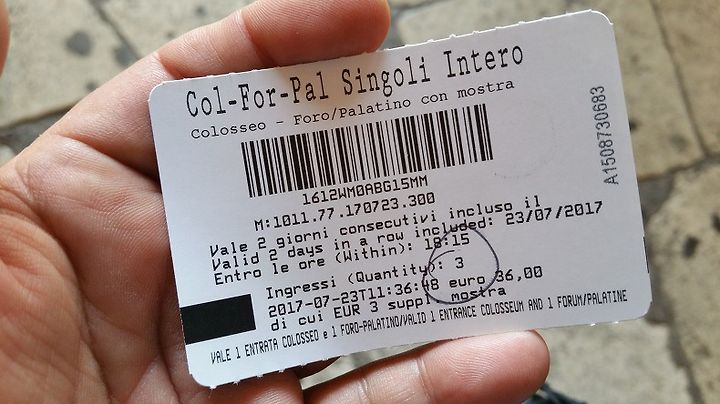 Col-For-Pal Singoli Intero
Colosseo - Foro/Palatino con mostra
1612WM0ABG15MM
M:1011.77.170723.300
Vale 2 giorni consecutivi incluso il
Valid 2 days in a row included: 23/07/2017
Entro le ore (Within): 18:15
Ingressi (Quantity): 3
2017-07-23T11:36:48 euro 36,00
di cui EUR 3 suppl. mostra
VALE 1 ENTRATA COLOSSEO e 1 FORO-PALATINO/VALID 1 ENTRANCE COLOSSEUM AND 1 FORUM/PALATINE
A1508730683